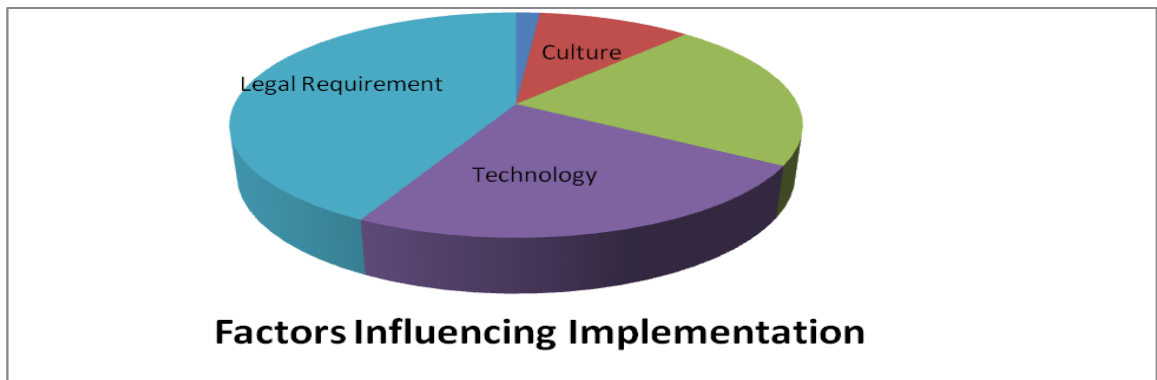 Culture
Legal Requirement
Technology
Factors Influencing Implementation